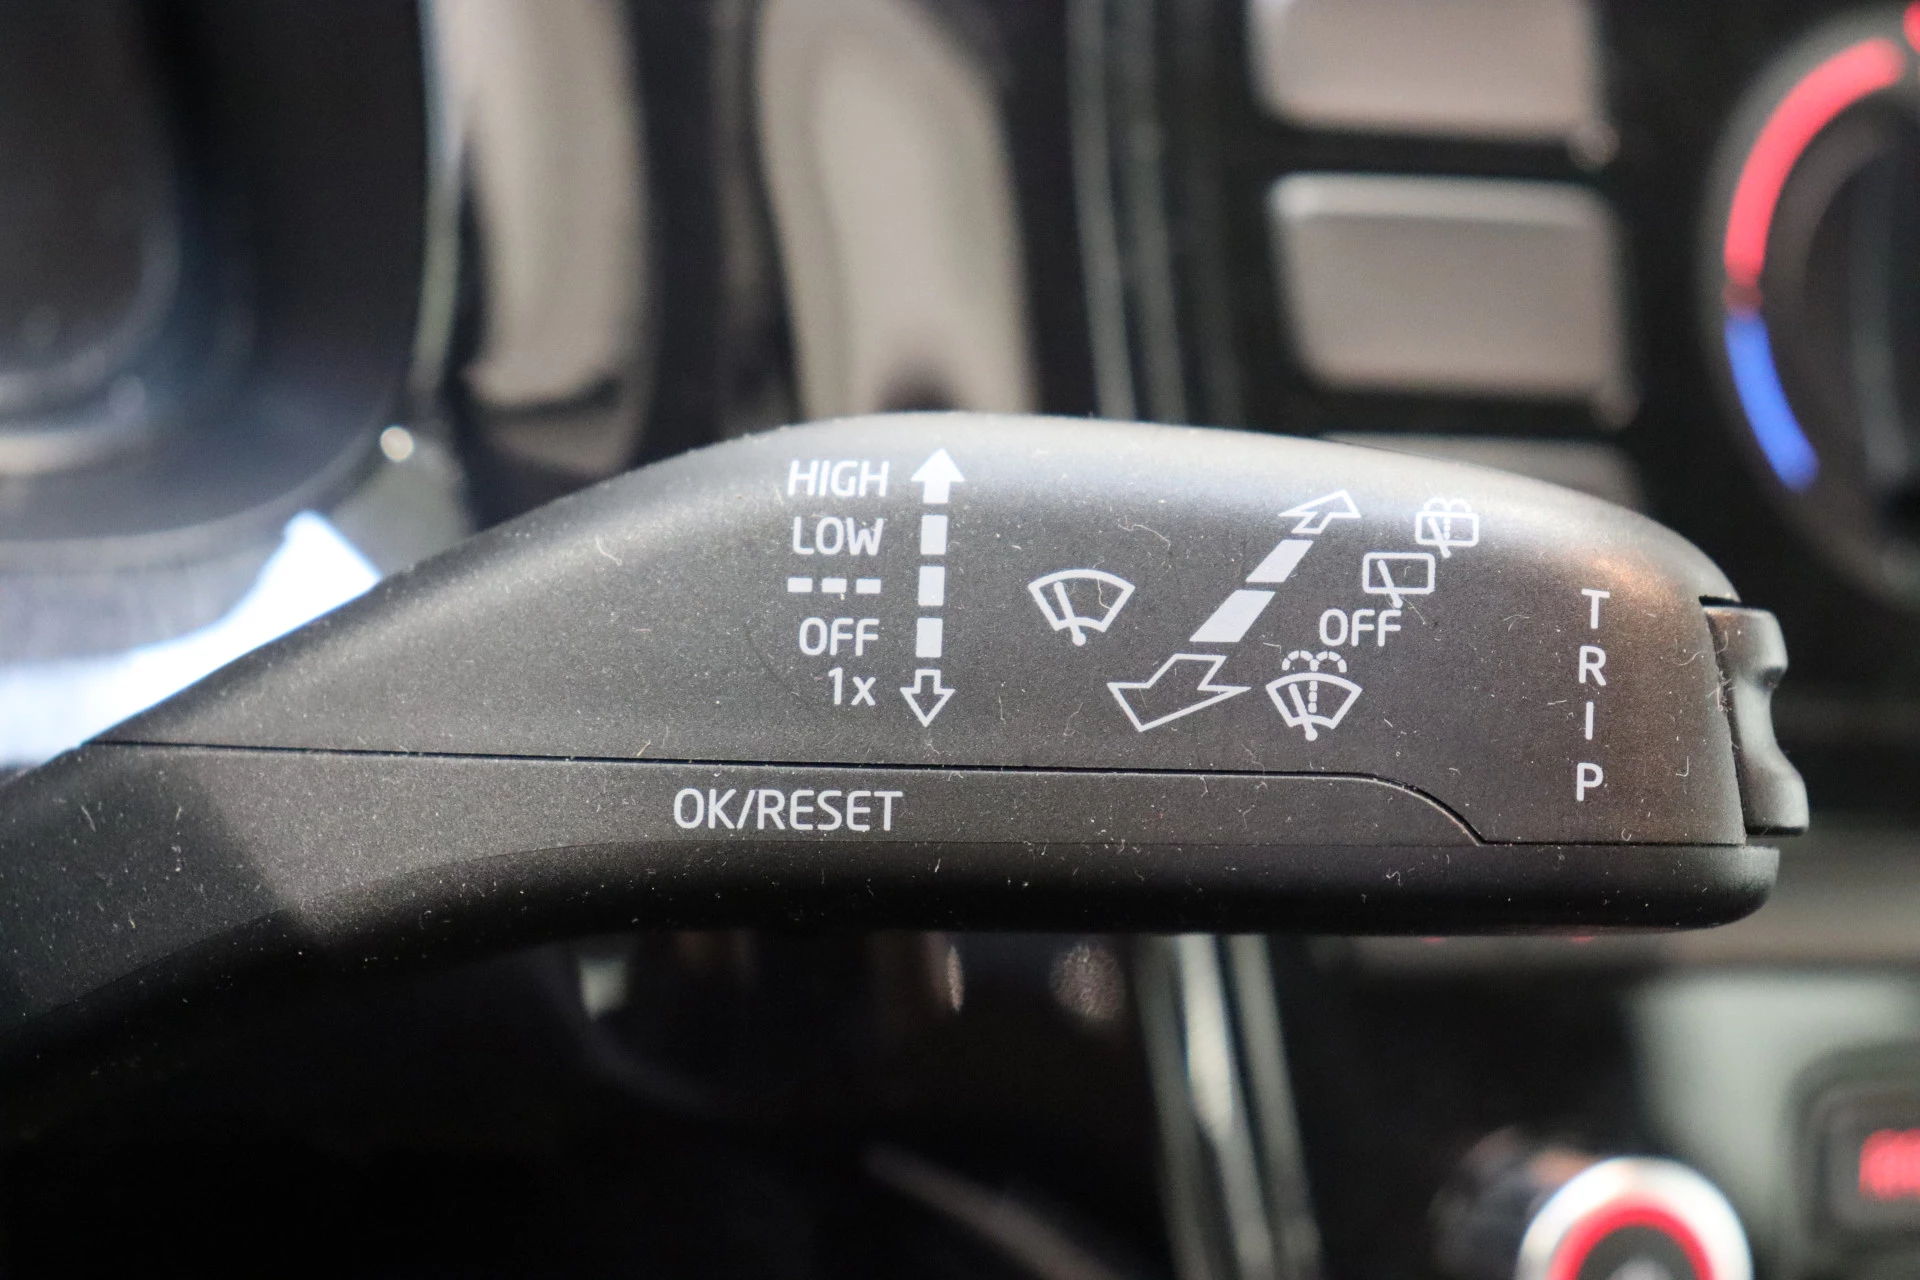 HIGH
LOW
OFF
1x
OFF
TRIP
OK/RESET